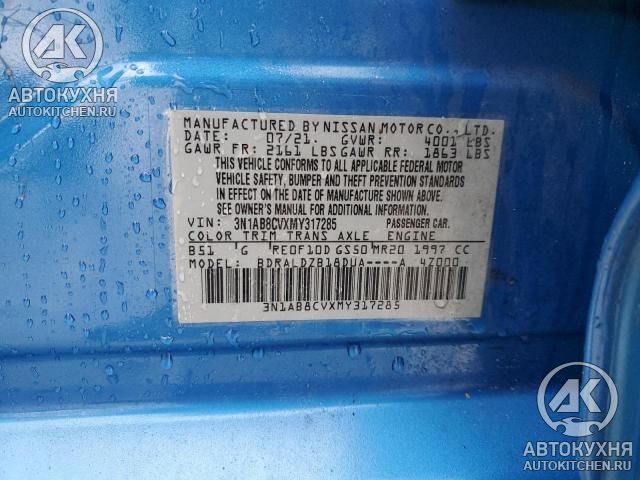 AK
АВТОКУХНЯ
AUTOKITCHEN.RU
MANUFACTURED BY NISSAN MOTOR CO., LTD.
DATE: 07/21. GVWR: 4001 LBS
GAWR FR: 2161 LBS GAWR RR: 1863 LBS
THIS VEHICLE CONFORMS TO ALL APPLICABLE FEDERAL MOTOR
VEHICLE SAFETY, BUMPER AND THEFT PREVENTION STANDARDS
IN EFFECT ON THE DATE OF MANUFACTURE SHOWN ABOVE.
SEE OWNER'S MANUAL FOR ADDITIONAL INFORMATION.
VIN: 3N1AB8CVXMY317285 PASSENGER CAR.
COLOR TRIM TRANS AXLE ENGINE
B51 'G 'RE0F10D GS50 MR20 1997 CC
MODEL: BDRALDZB18DUA----A 4Z000
3N1AB8CVXMY317285
AK
АВТОКУХНЯ
AUTOKITCHEN.RU